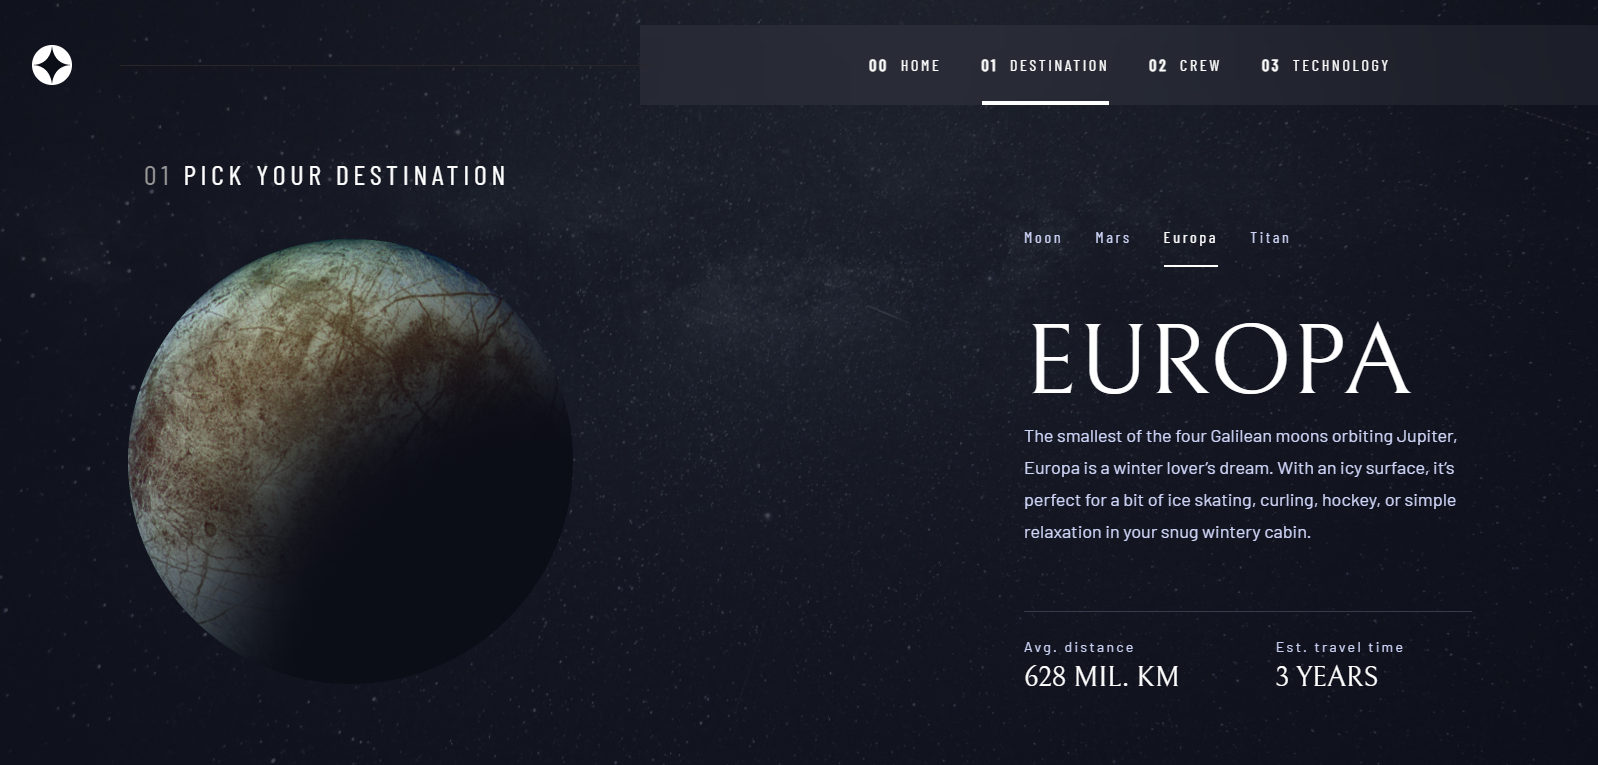 00 HOME 01 DESTINATION 02 CREW 03 TECHNOLOGY
01 PICK YOUR DESTINATION
Moon Mars Europa Titan
EUROPA
The smallest of the four Galilean moons orbiting Jupiter,
Europa is a winter lover’s dream. With an icy surface, it’s
perfect for a bit of ice skating, curling, hockey, or simple
relaxation in your snug wintery cabin.
Avg. distance Est. travel time
628 MIL. KM 3 YEARS